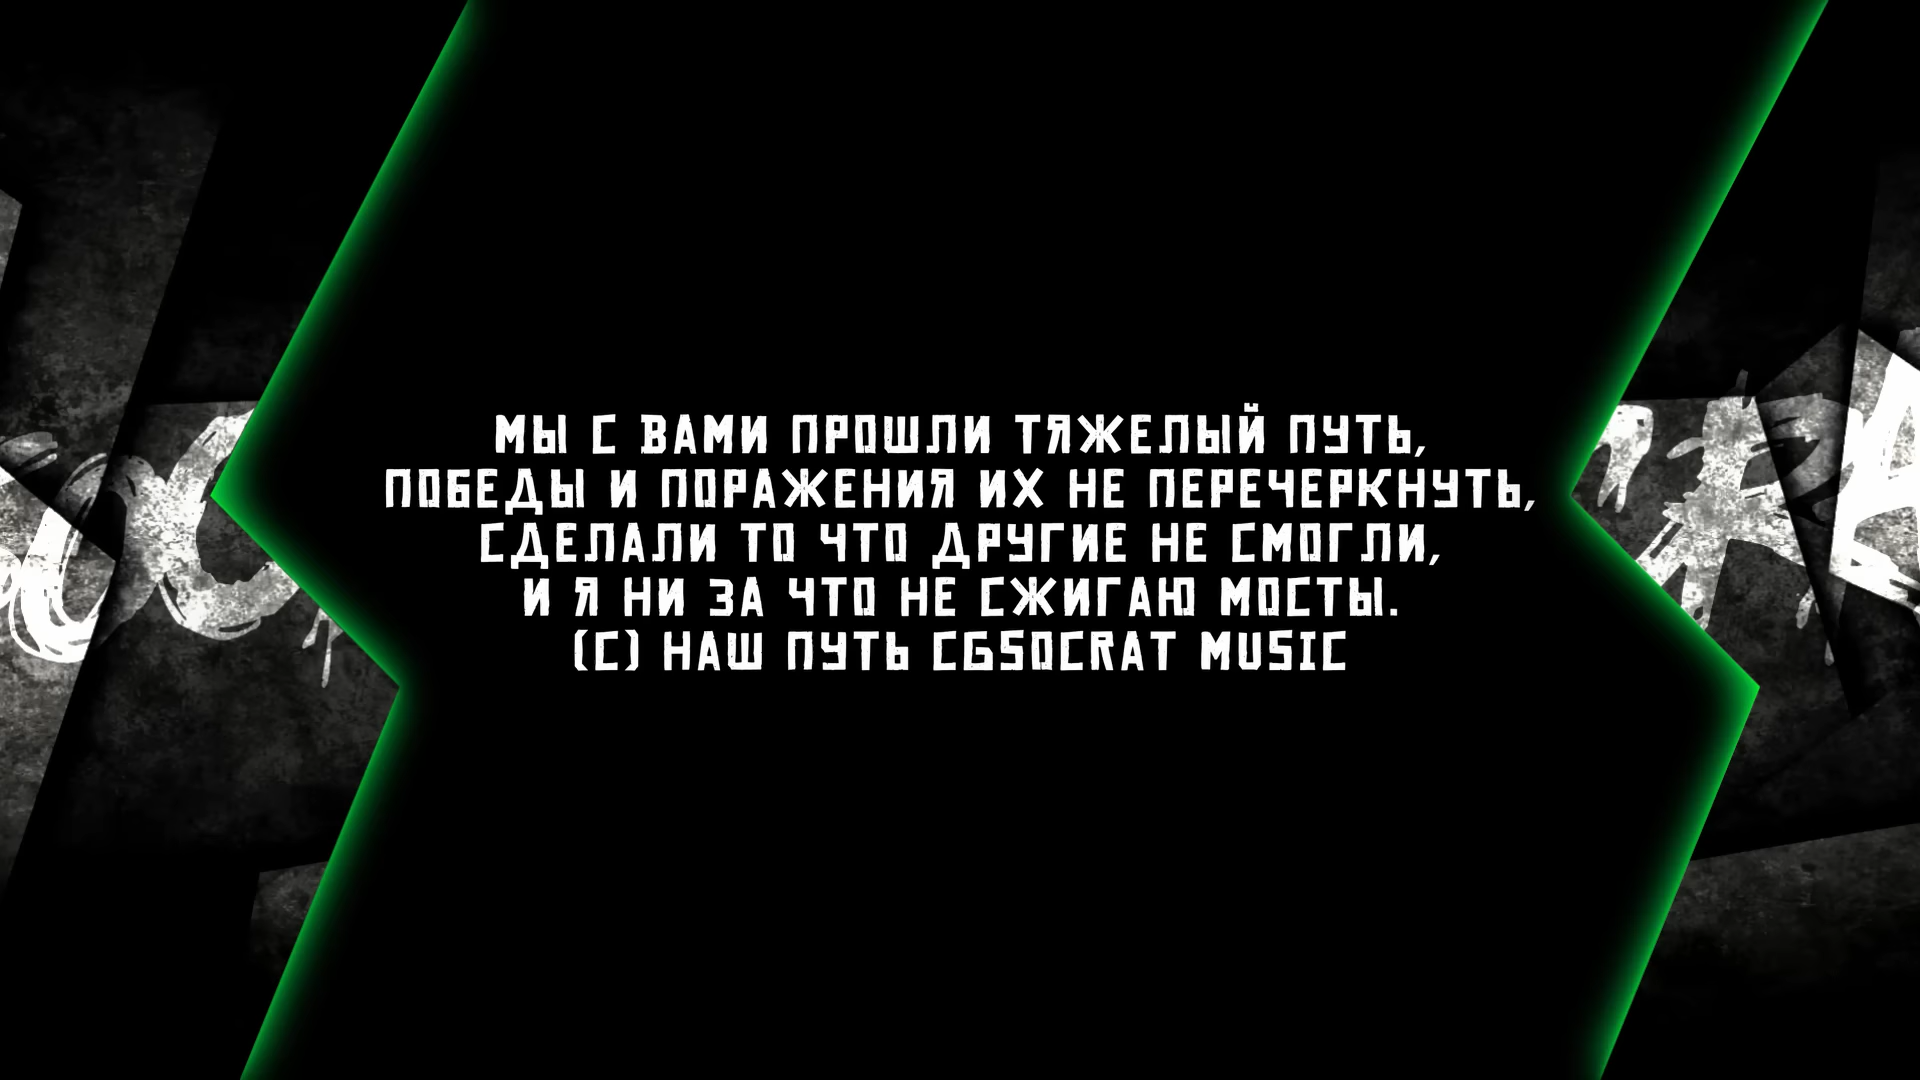 МЫ С ВАМИ ПРОШЛИ ТЯЖЕЛЫЙ ПУТЬ,
ПОБЕДЫ И ПОРАЖЕНИЯ ИХ НЕ ПЕРЕЧЕРКНУТЬ,
СДЕЛАЛИ ТО ЧТО ДРУГИЕ НЕ СМОГЛИ,
И Я НИ ЗА ЧТО НЕ СЖИГАЮ МОСТЫ.
(С) НАШ ПУТЬ CGSOCRAT MUSIC